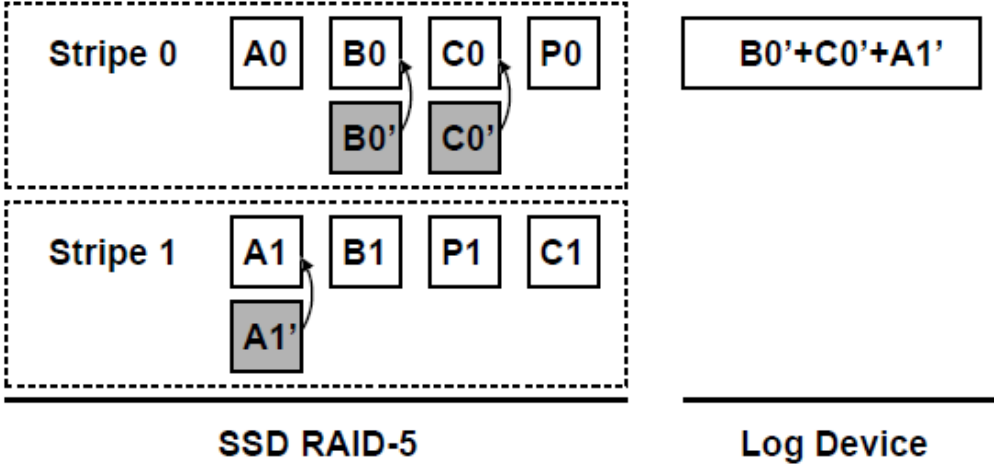 Stripe 0 A0 B0 C0 P0 B0’+C0’+A1’
B0’ C0’
Stripe 1 A1 B1 P1 C1
A1’
SSD RAID-5 Log Device